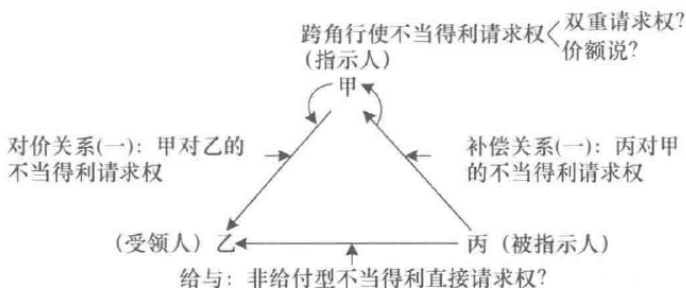 跨角行使不当得利请求权<双重请求权?
价额说?
(指示人)
甲
对价关系(一): 甲对乙的
不当得利请求权
补偿关系(一): 丙对甲
的不当得利请求权
(受领人) 乙
丙 (被指示人)
给与: 非给付型不当得利直接请求权?